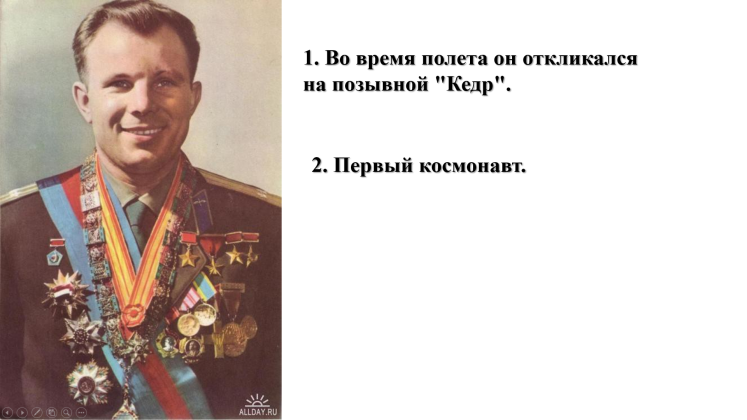 1. Во время полета он откликался
на позывной "Кедр".
2. Первый космонавт.
ALLDAY.RU